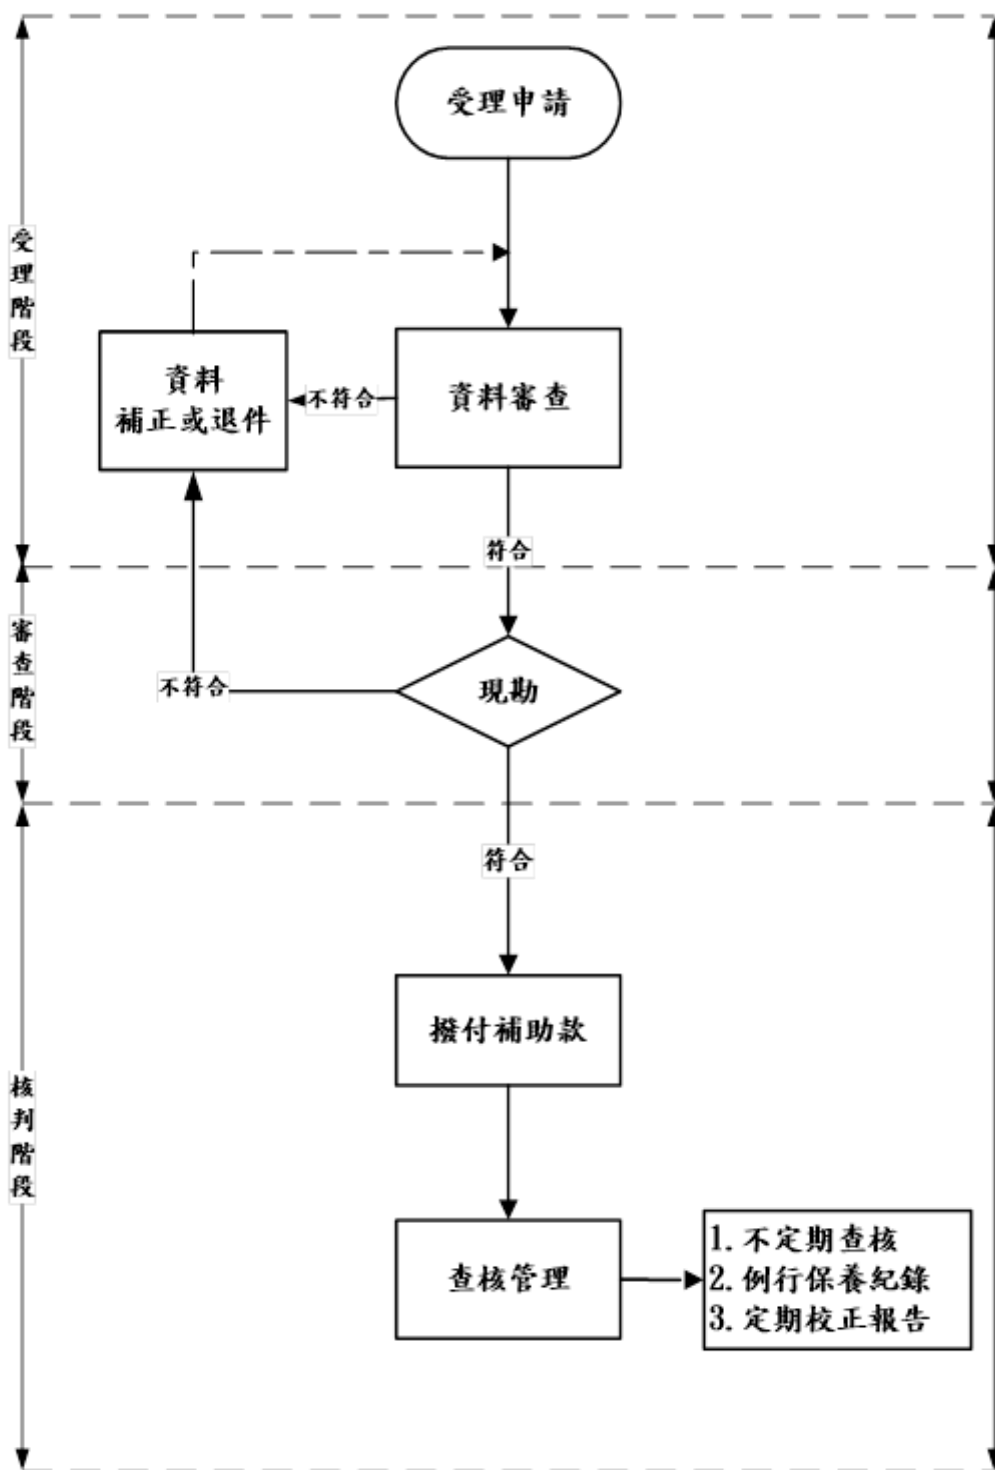 受理申請
受理階段
資料
補正或退件
不符合
資料審查
符合
審查階段
不符合
現勘
符合
撥付補助款
核判階段
查核管理
1. 不定期查核
2. 例行保養紀錄
3. 定期校正報告